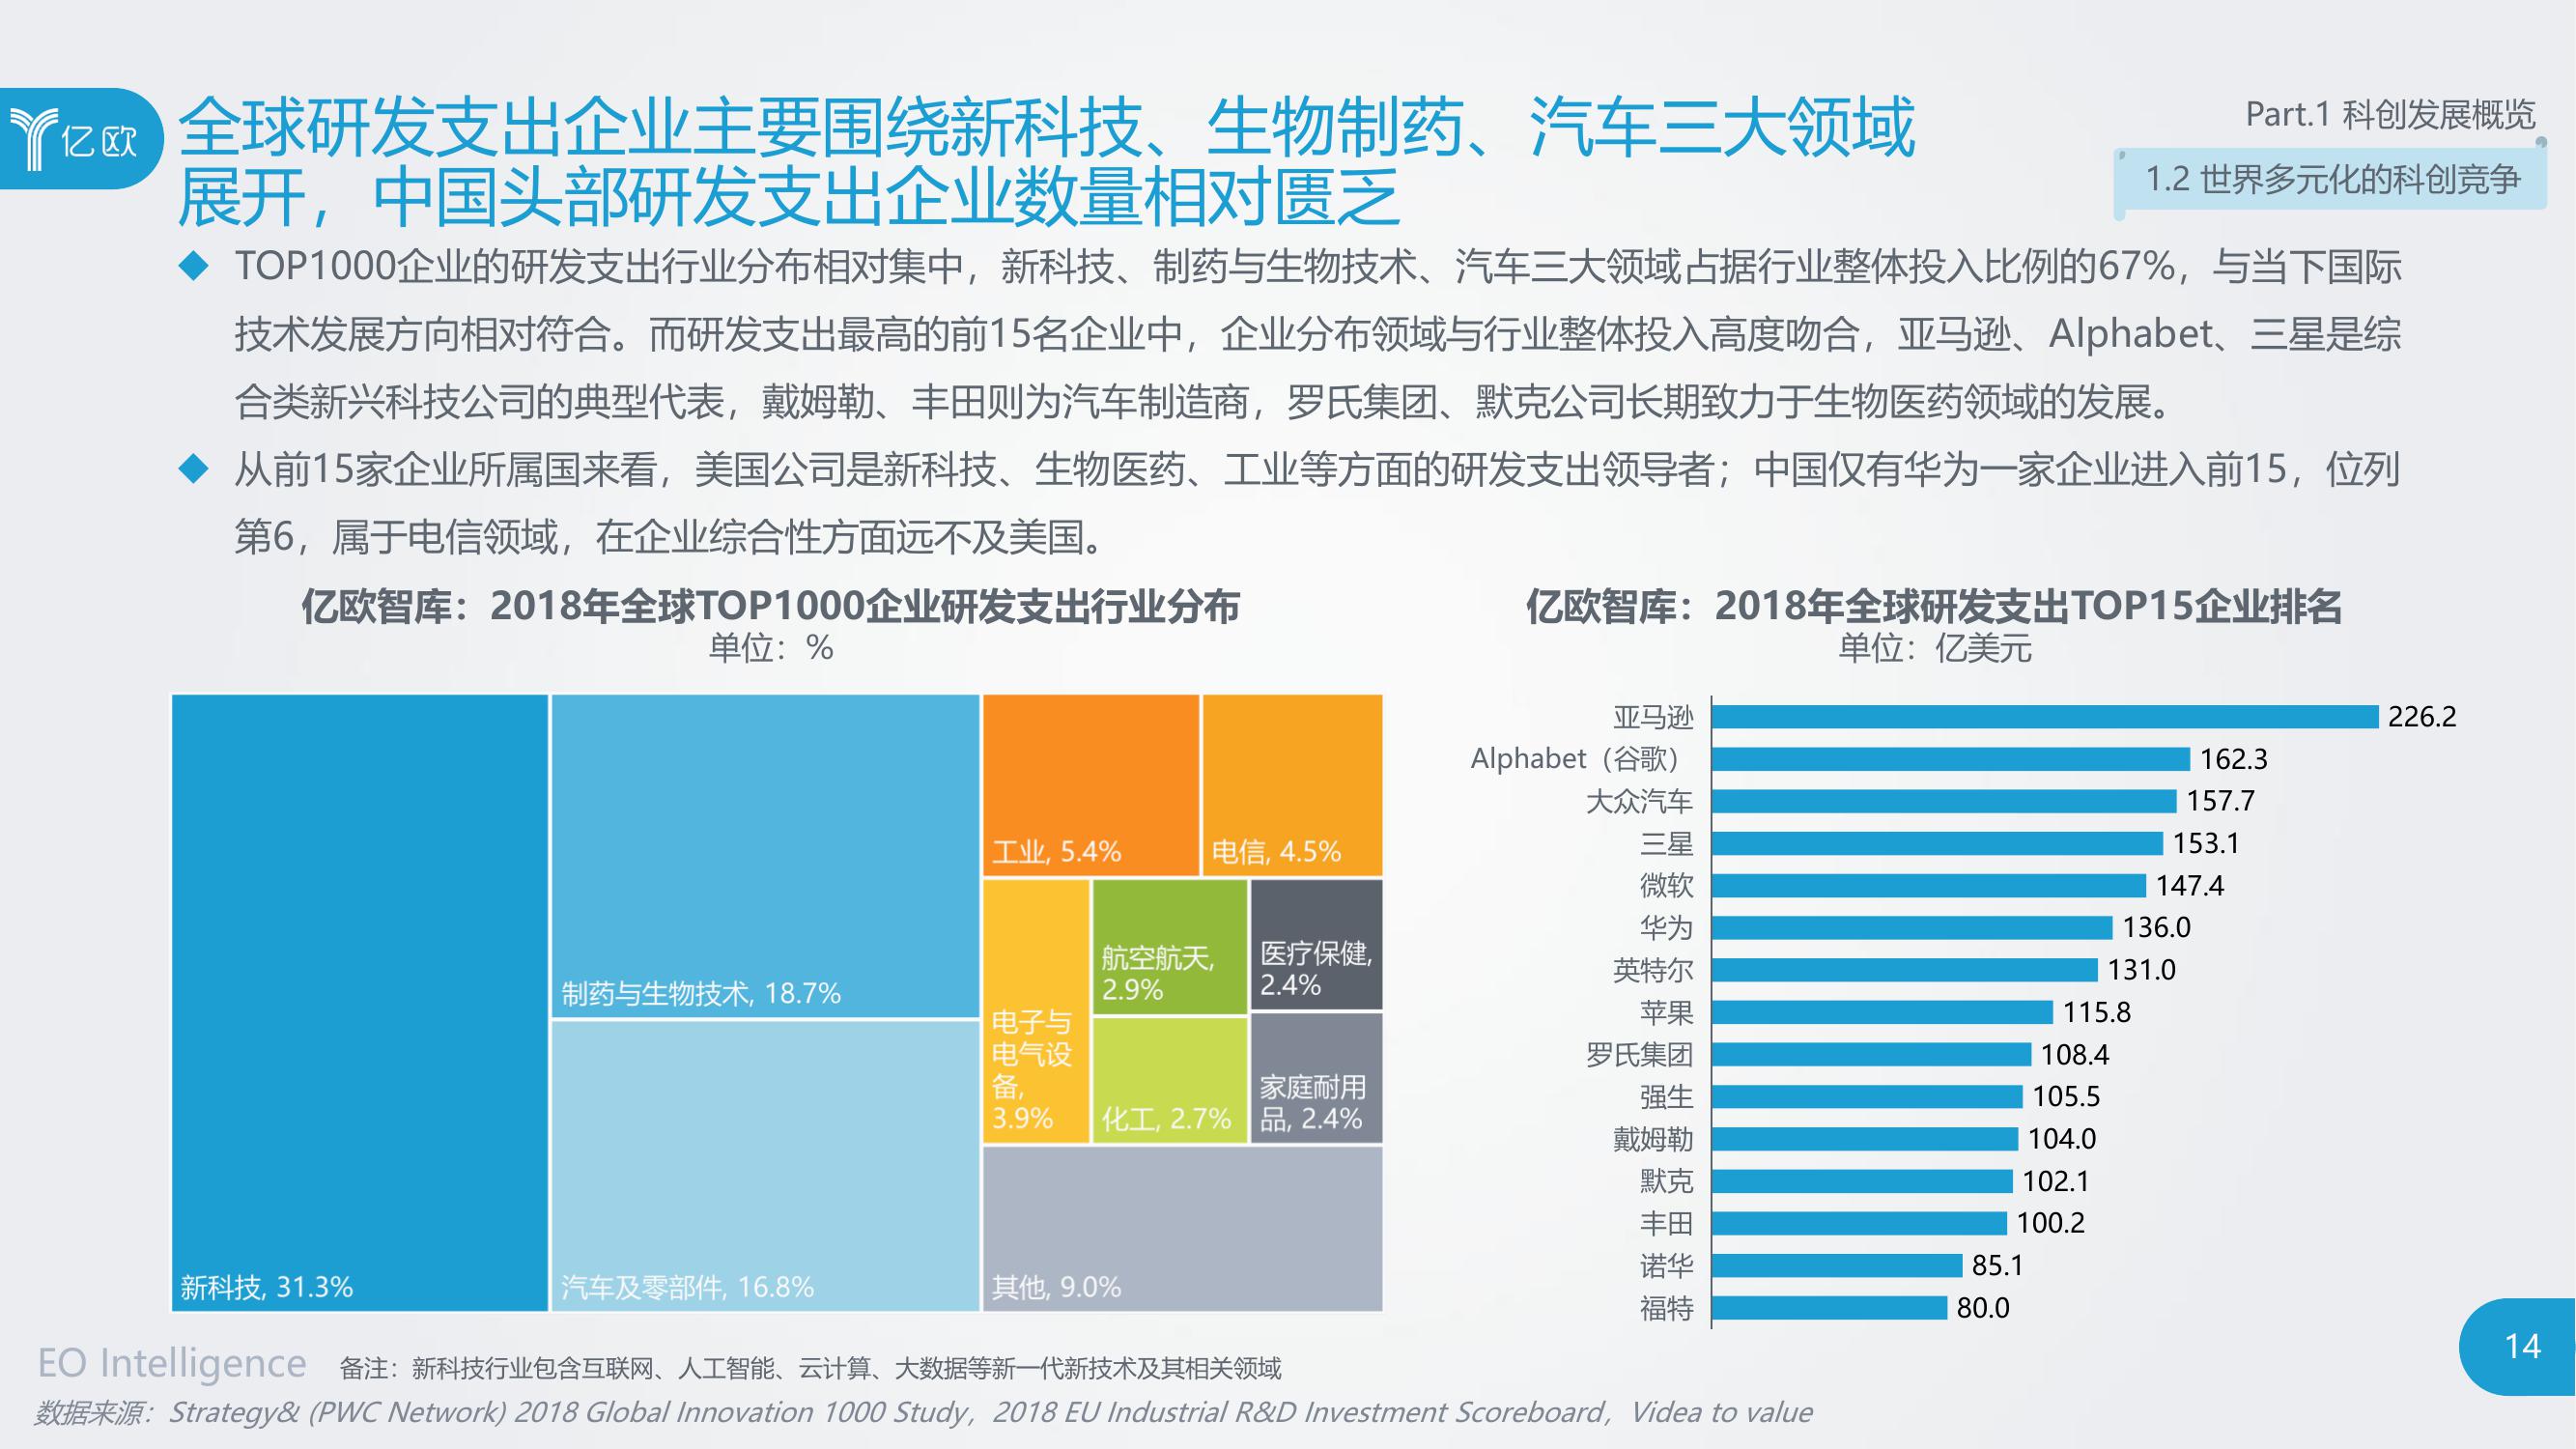 亿欧
全球研发支出企业主要围绕新科技、生物制药、汽车三大领域
展开，中国头部研发支出企业数量相对匮乏
Part.1 科创发展概览
1.2 世界多元化的科创竞争
TOP1000企业的研发支出行业分布相对集中，新科技、制药与生物技术、汽车三大领域占据行业整体投入比例的67%，与当下国际
技术发展方向相对符合。而研发支出最高的前15名企业中，企业分布领域与行业整体投入高度吻合，亚马逊、Alphabet、三星是综
合类新兴科技公司的典型代表，戴姆勒、丰田则为汽车制造商，罗氏集团、默克公司长期致力于生物医药领域的发展。
从前15家企业所属国来看，美国公司是新科技、生物医药、工业等方面的研发支出领导者；中国仅有华为一家企业进入前15，位列
第6，属于电信领域，在企业综合性方面远不及美国。
亿欧智库：2018年全球TOP1000企业研发支出行业分布
单位：%
新科技, 31.3%
制药与生物技术, 18.7%
汽车及零部件, 16.8%
工业, 5.4%
电信, 4.5%
电子与
电气设
备,
3.9%
航空航天,
2.9%
医疗保健,
2.4%
化工, 2.7%
家庭耐用
品, 2.4%
其他, 9.0%
亿欧智库：2018年全球研发支出TOP15企业排名
单位：亿美元
亚马逊 226.2
Alphabet（谷歌） 162.3
大众汽车 157.7
三星 153.1
微软 147.4
华为 136.0
英特尔 131.0
苹果 115.8
罗氏集团 108.4
强生 105.5
戴姆勒 104.0
默克 102.1
丰田 100.2
诺华 85.1
福特 80.0
EO Intelligence
备注：新科技行业包含互联网、人工智能、云计算、大数据等新一代新技术及其相关领域
数据来源：Strategy& (PWC Network) 2018 Global Innovation 1000 Study，2018 EU Industrial R&D Investment Scoreboard，Videa to value
14